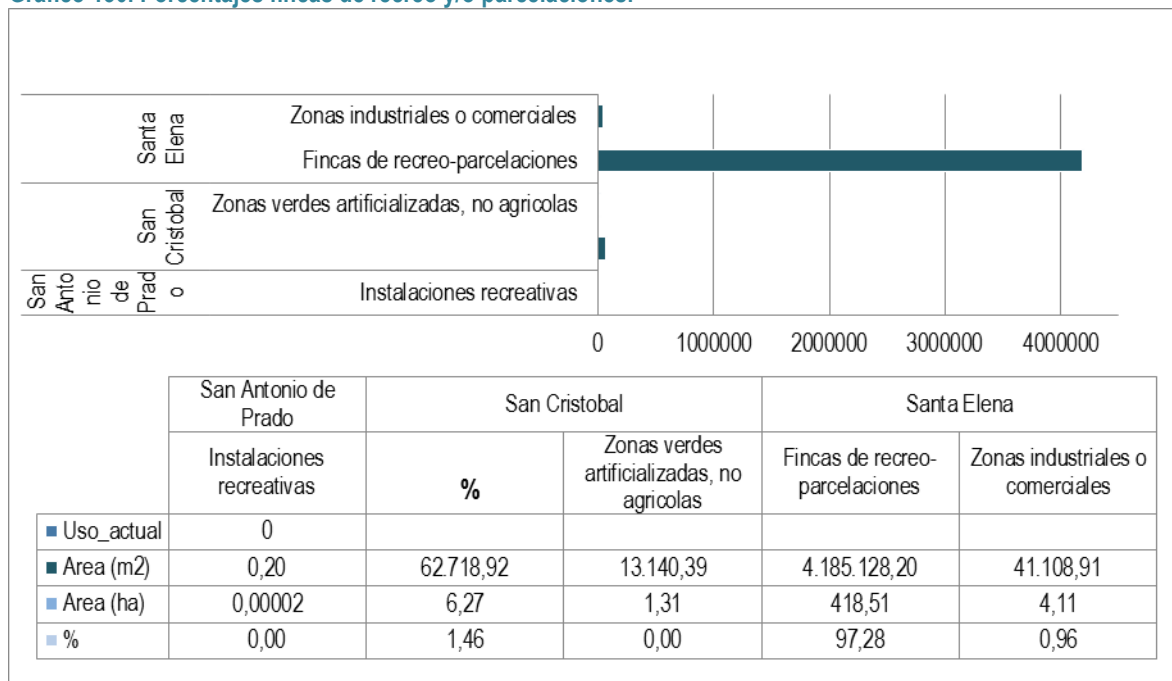 Santa
Elena
Zonas industriales o comerciales
Fincas de recreo-parcelaciones
San
Cristobal
Zonas verdes artificializadas, no agricolas
San
Anto
nio
de
Prad
o
Instalaciones recreativas
0 1000000 2000000 3000000 4000000
San Antonio de
Prado
San Cristobal
Santa Elena
Instalaciones
recreativas
%
Zonas verdes
artificializadas, no
agricolas
Fincas de recreo-
parcelaciones
Zonas industriales o
comerciales
Uso_actual 0
Area (m2) 0,20 62.718,92 13.140,39 4.185.128,20 41.108,91
Area (ha) 0,00002 6,27 1,31 418,51 4,11
% 0,00 1,46 0,00 97,28 0,96